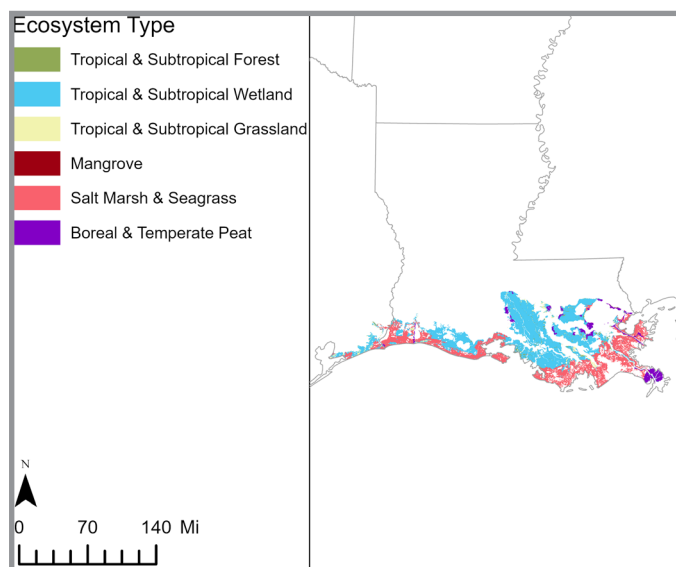 Ecosystem Type
Tropical & Subtropical Forest
Tropical & Subtropical Wetland
Tropical & Subtropical Grassland
Mangrove
Salt Marsh & Seagrass
Boreal & Temperate Peat
N
0 70 140 Mi